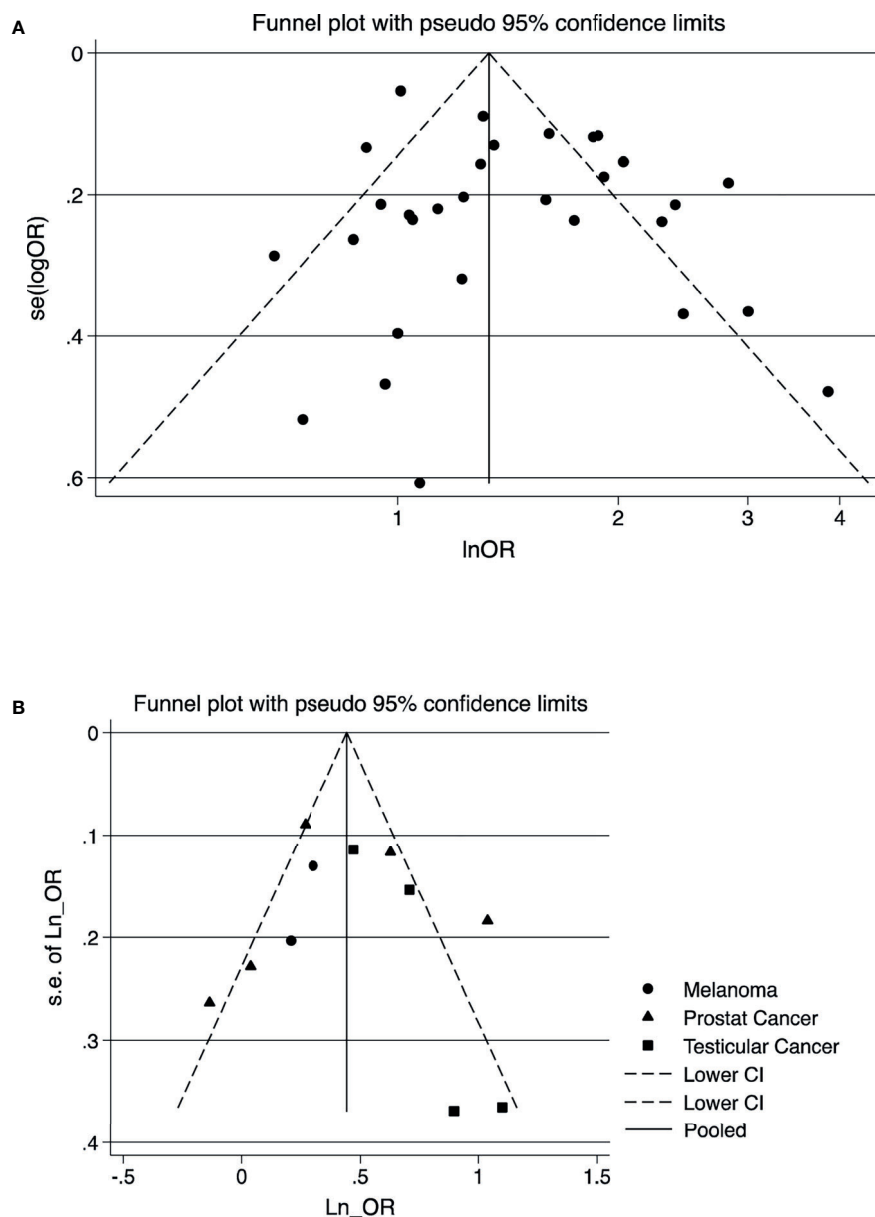 A
Funnel plot with pseudo 95% confidence limits
0
.2
.4
.6
se(logOR)
1 2 3 4
lnOR
B
Funnel plot with pseudo 95% confidence limits
0
.1
.2
.3
.4
s.e. of Ln_OR
-.5 0 .5 1 1.5
Ln_OR
Melanoma
Prostat Cancer
Testicular Cancer
Lower CI
Lower CI
Pooled